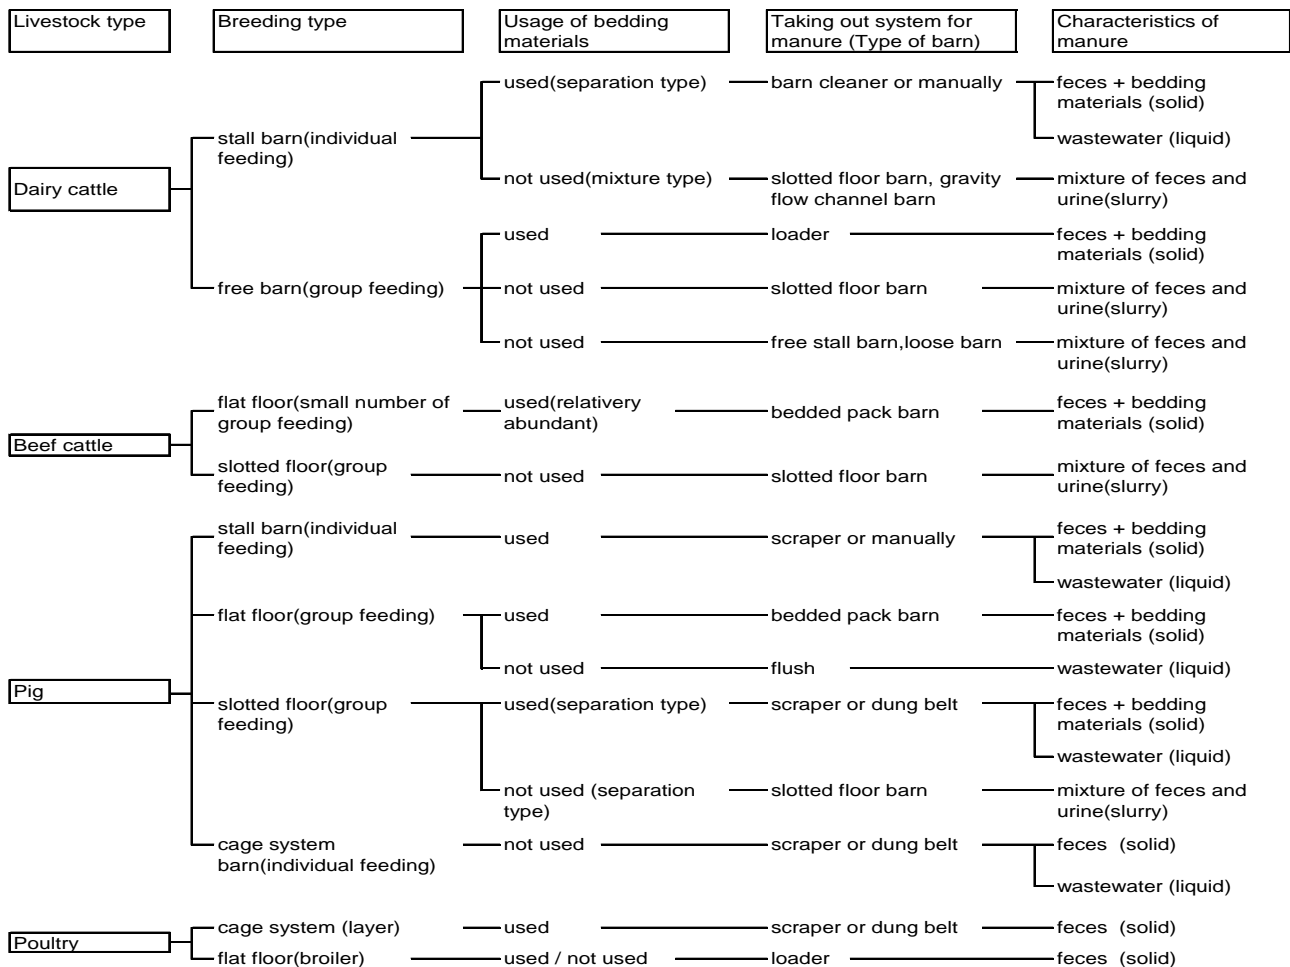 Livestock type
Breeding type
Usage of bedding
materials
Taking out system for
manure (Type of barn)
Characteristics of
manure
Dairy cattle
stall barn(individual
feeding)
used(separation type)
barn cleaner or manually
feces + bedding
materials (solid)
wastewater (liquid)
not used(mixture type)
slotted floor barn, gravity
flow channel barn
mixture of feces and
urine(slurry)
free barn(group feeding)
used
loader
feces + bedding
materials (solid)
not used
slotted floor barn
mixture of feces and
urine(slurry)
not used
free stall barn,loose barn
mixture of feces and
urine(slurry)
Beef cattle
flat floor(small number of
group feeding)
used(relativery
abundant)
bedded pack barn
feces + bedding
materials (solid)
slotted floor(group
feeding)
not used
slotted floor barn
mixture of feces and
urine(slurry)
Pig
stall barn(individual
feeding)
used
scraper or manually
feces + bedding
materials (solid)
wastewater (liquid)
flat floor(group feeding)
used
bedded pack barn
feces + bedding
materials (solid)
not used
flush
wastewater (liquid)
slotted floor(group
feeding)
used(separation type)
scraper or dung belt
feces + bedding
materials (solid)
wastewater (liquid)
not used (separation
type)
slotted floor barn
mixture of feces and
urine(slurry)
cage system
barn(individual feeding)
not used
scraper or dung belt
feces (solid)
wastewater (liquid)
Poultry
cage system (layer)
used
scraper or dung belt
feces (solid)
flat floor(broiler)
used / not used
loader
feces (solid)